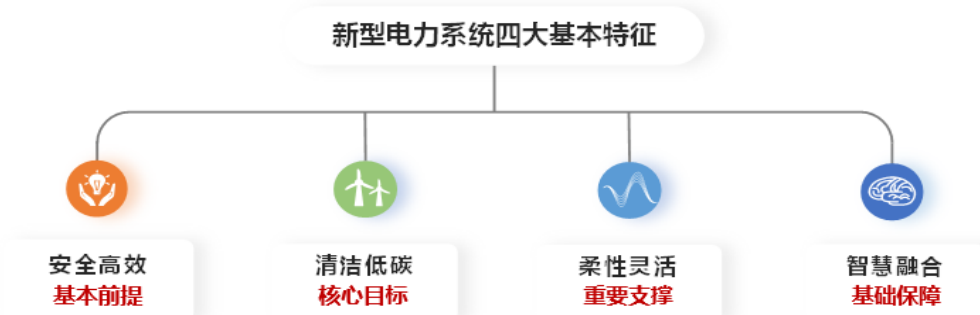 新型电力系统四大基本特征
安全高效
基本前提
清洁低碳
核心目标
柔性灵活
重要支撑
智慧融合
基础保障